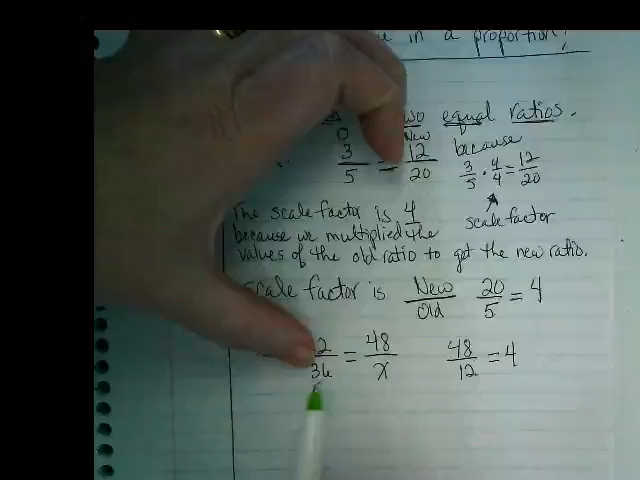 in a proportion?
two equal ratios.
O New
3/5 = 12/20
because
3/5 · 4/4 = 12/20
scale factor
The scale factor is 4
because we multiplied the
values of the old ratio to get the new ratio.
scale factor is New/Old 20/5 = 4
2/36 = 48/x 48/12 = 4